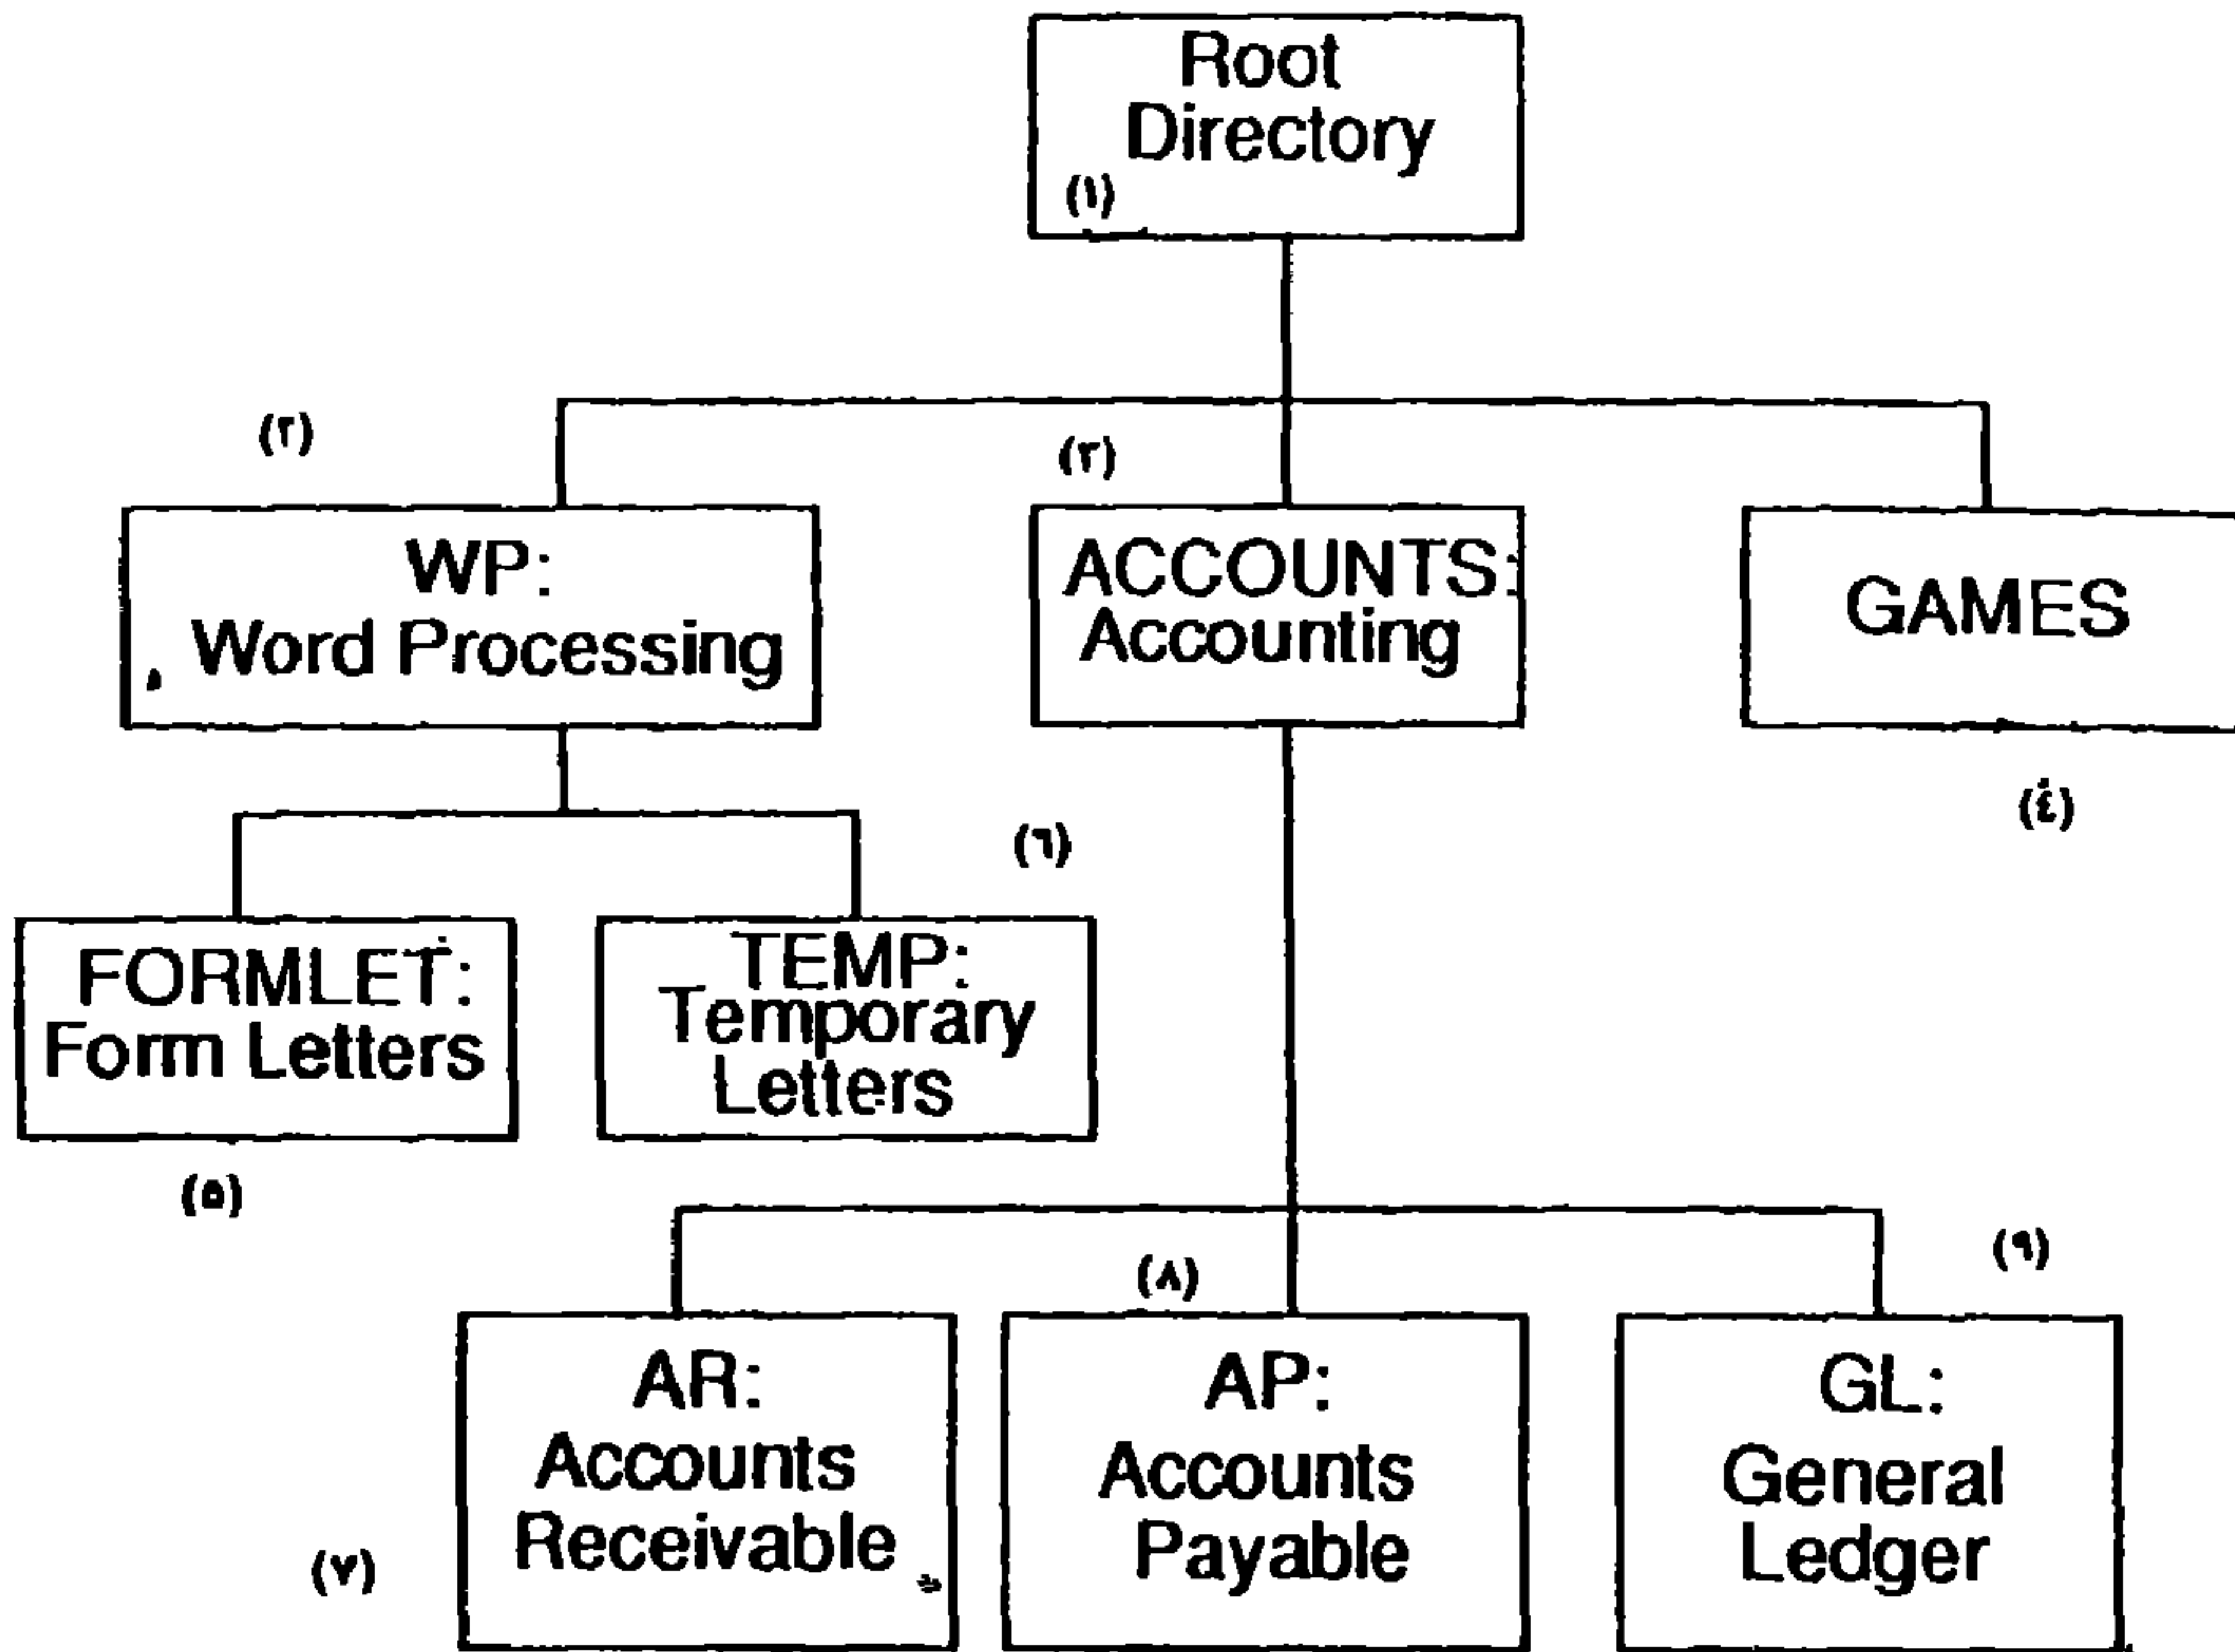 Root
Directory
(١)
(٢)
(٣)
WP:
Word Processing
ACCOUNTS:
Accounting
GAMES
(٤)
(٦)
FORMLET:
Form Letters
TEMP:
Temporary
Letters
(٥)
(٨)
(٩)
AR:
Accounts
Receivable
(٧)
AP:
Accounts
Payable
GL:
General
Ledger